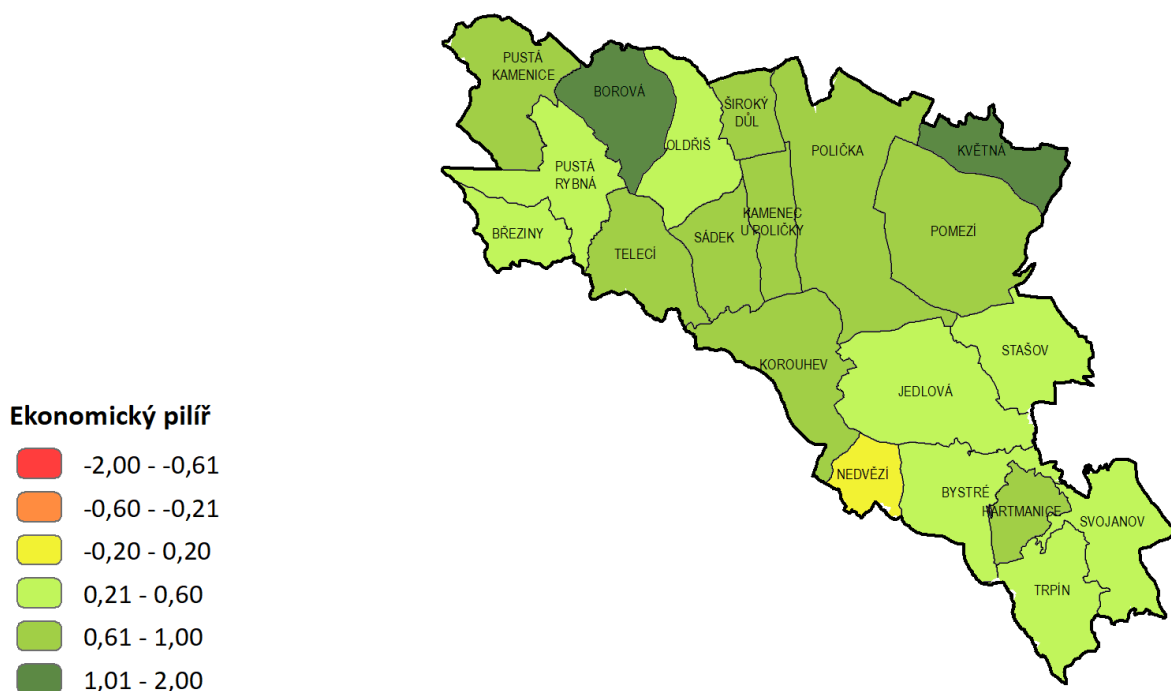 PUSTÁ
KAMENICE
BOROVÁ
ŠIROKÝ
DŮL
OLDŘIŠ
POLIČKA
KVĚTNÁ
PUSTÁ
RYBNÁ
KAMENEC
U POLIČKY
BŘEZINY
SÁDEK
POMEZÍ
TELECÍ
STAŠOV
KOROUHEV
JEDLOVÁ
Ekonomický pilíř
-2,00 - -0,61
-0,60 - -0,21
-0,20 - 0,20
0,21 - 0,60
0,61 - 1,00
1,01 - 2,00
NEDVĚZÍ
BYSTRÉ
HARTMANICE
SVOJANOV
TRPÍN